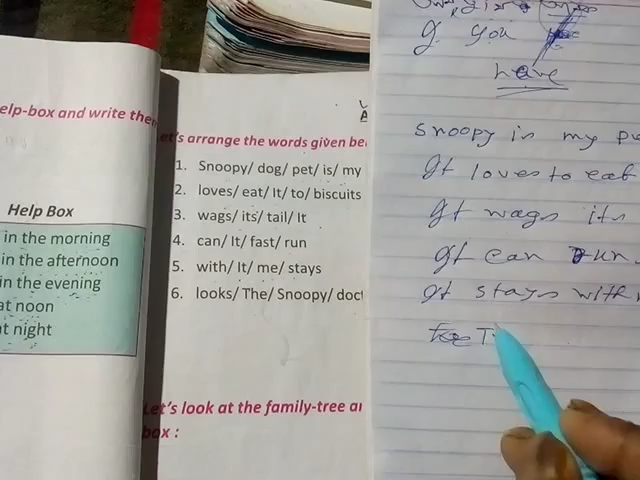 elp-box and write the
Help Box
in the morning
in the afternoon
in the evening
at noon
at night
et's arrange the words given be
1. Snoopy/ dog/ pet/ is/ my
2. loves/ eat/ It/ to/ biscuits
3. wags/ its/ tail/ It
4. can/ It/ fast/ run
5. with/ It/ me/ stays
6. looks/ The/ Snoopy/ doct
Let's look at the family-tree a
box :
you
have
Snoopy is my
It loves to eat
It wags its
It can run
It stays with